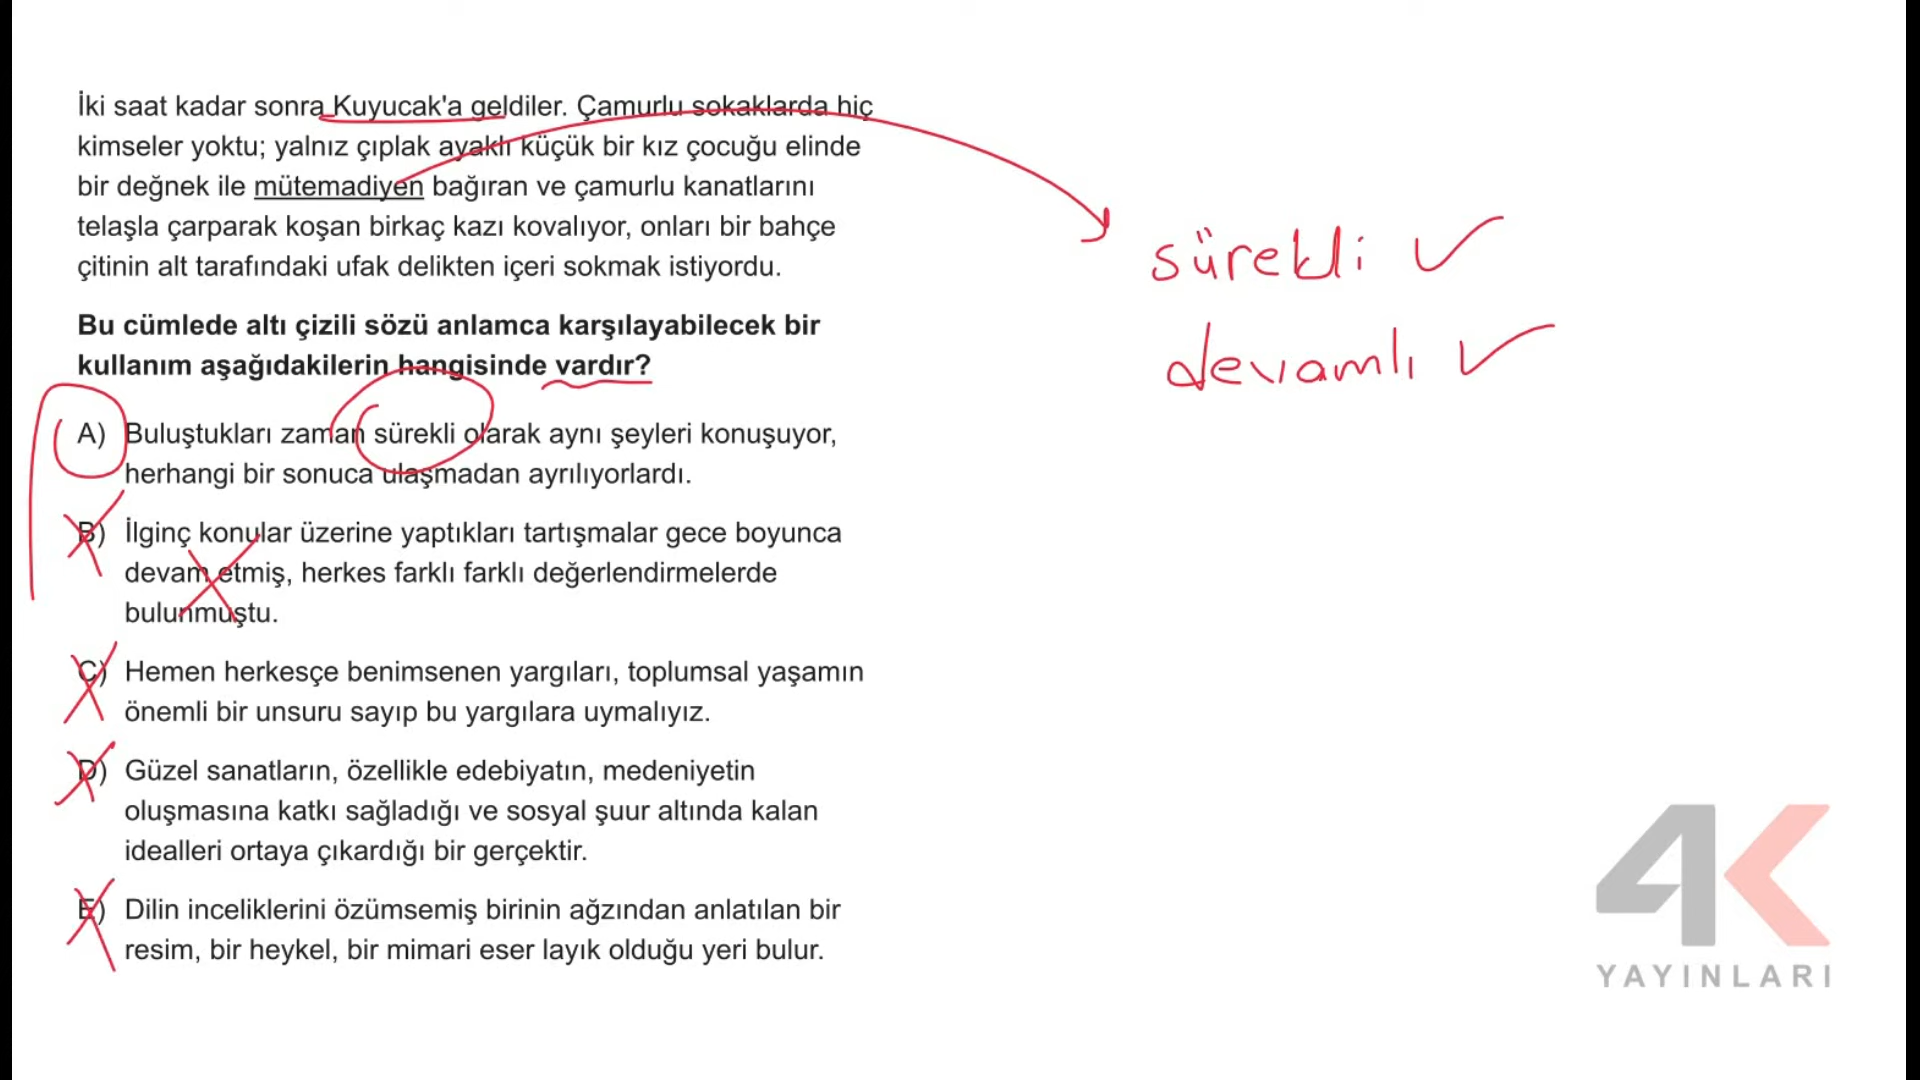 İki saat kadar sonra Kuyucak'a geldiler. Çamurlu sokaklarda hiç
kimseler yoktu; yalnız çıplak ayaklı küçük bir kız çocuğu elinde
bir değnek ile mütemadiyen bağıran ve çamurlu kanatlarını
telaşla çarparak koşan birkaç kazı kovalıyor, onları bir bahçe
çitinin alt tarafındaki ufak delikten içeri sokmak istiyordu.
sürekli ✓
devamlı ✓
Bu cümlede altı çizili sözü anlamca karşılayabilecek bir
kullanım aşağıdakilerin hangisinde vardır?
A) Buluştukları zaman sürekli olarak aynı şeyleri konuşuyor,
herhangi bir sonuca ulaşmadan ayrılıyorlardı.
B) İlginç konular üzerine yaptıkları tartışmalar gece boyunca
devam etmiş, herkes farklı farklı değerlendirmelerde
bulunmuştu.
C) Hemen herkesçe benimsenen yargıları, toplumsal yaşamın
önemli bir unsuru sayıp bu yargılara uymalıyız.
D) Güzel sanatların, özellikle edebiyatın, medeniyetin
oluşmasına katkı sağladığı ve sosyal şuur altında kalan
idealleri ortaya çıkardığı bir gerçektir.
E) Dilin inceliklerini özümsemiş birinin ağzından anlatılan bir
resim, bir heykel, bir mimari eser layık olduğu yeri bulur.
4K
YAYINLARI